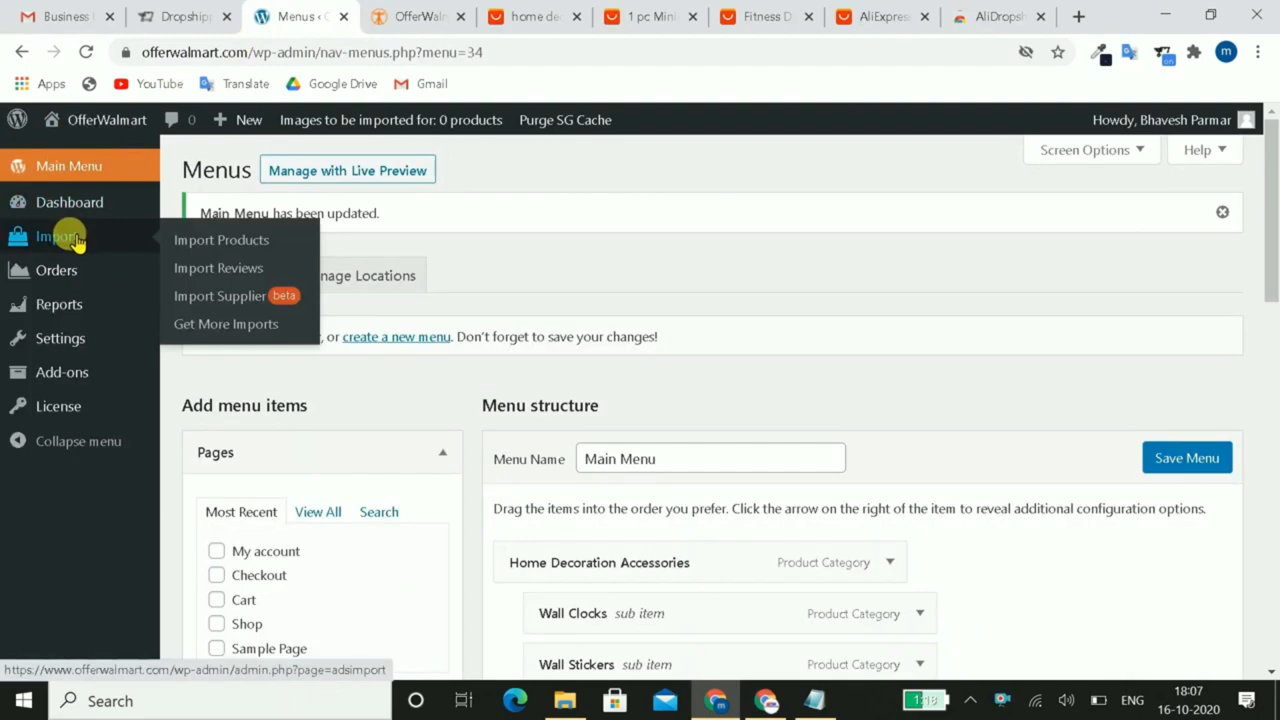 Business
Dropshipp
Menus ‹
OfferWaln
home dec
1 pc Mini
Fitness D
AliExpres
AliDropsh
offerwalmart.com/wp-admin/nav-menus.php?menu=34
m
on
Apps
YouTube
Translate
Google Drive
Gmail
OfferWalmart
0
New
Images to be imported for: 0 products
Purge SG Cache
Howdy, Bhavesh Parmar
Main Menu
Dashboard
Import
Orders
Reports
Settings
Add-ons
License
Collapse menu
Import Products
Import Reviews
Import Supplier beta
Get More Imports
Menus
Manage with Live Preview
Screen Options
Help
Main Menu has been updated.
nage Locations
, or create a new menu. Don't forget to save your changes!
Add menu items
Menu structure
Pages
Menu Name
Main Menu
Save Menu
Most Recent
View All
Search
Drag the items into the order you prefer. Click the arrow on the right of the item to reveal additional configuration options.
My account
Checkout
Cart
Shop
Sample Page
Home Decoration Accessories
Product Category
Wall Clocks sub item
Product Category
Wall Stickers sub item
Product Category
https://www.offerwalmart.com/wp-admin/admin.php?page=adsimport
Search
1:18
ENG
18:07
16-10-2020